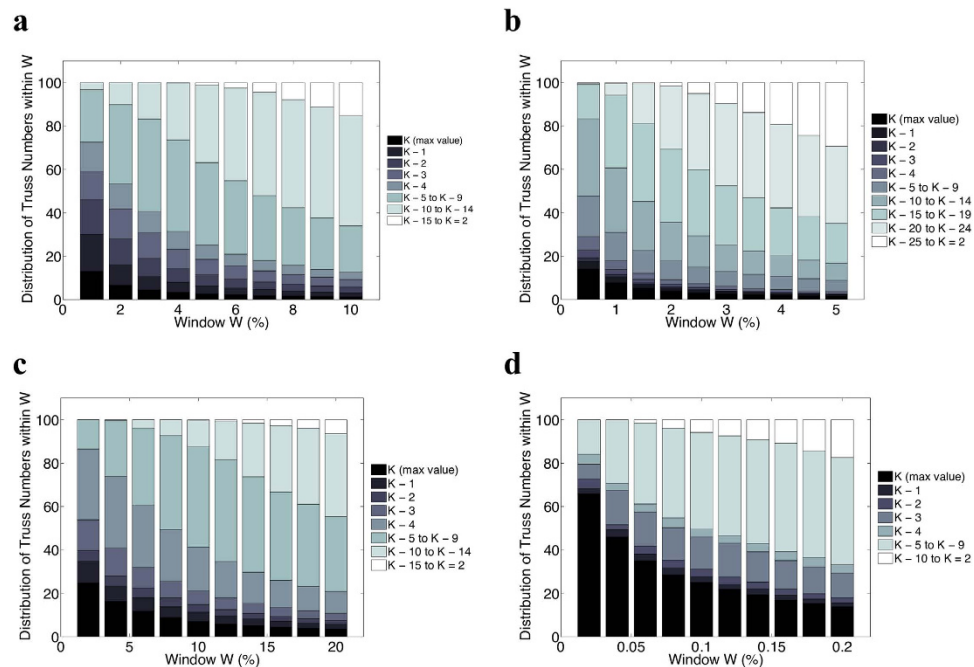 a
Distribution of Truss Numbers within W
100
80
60
40
20
0
0
2
4
6
8
10
Window W (%)
K (max value)
K − 1
K − 2
K − 3
K − 4
K − 5 to K − 9
K − 10 to K − 14
K − 15 to K = 2
b
Distribution of Truss Numbers within W
100
80
60
40
20
0
0
1
2
3
4
5
Window W (%)
K (max value)
K − 1
K − 2
K − 3
K − 4
K − 5 to K − 9
K − 10 to K − 14
K − 15 to K − 19
K − 20 to K − 24
K − 25 to K = 2
c
Distribution of Truss Numbers within W
100
80
60
40
20
0
0
5
10
15
20
Window W (%)
K (max value)
K − 1
K − 2
K − 3
K − 4
K − 5 to K − 9
K − 10 to K − 14
K − 15 to K = 2
d
Distribution of Truss Numbers within W
100
80
60
40
20
0
0
0.05
0.1
0.15
0.2
Window W (%)
K (max value)
K − 1
K − 2
K − 3
K − 4
K − 5 to K − 9
K − 10 to K = 2